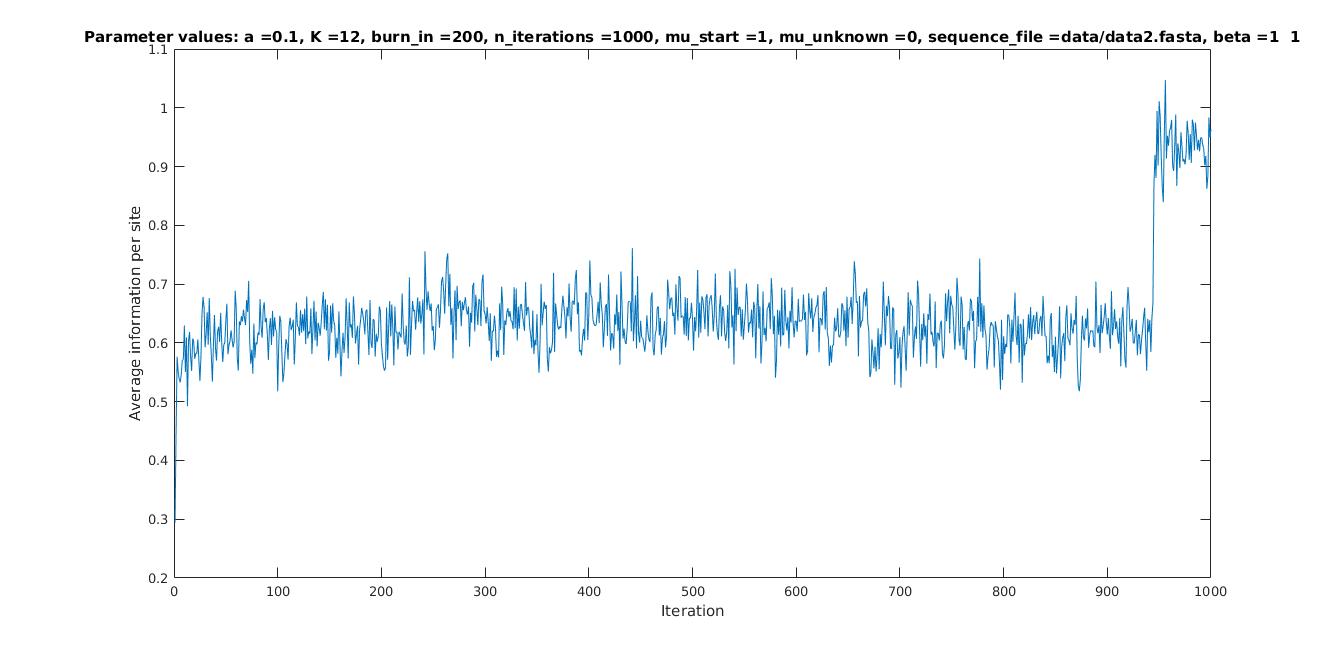 Parameter values: a =0.1, K =12, burn_in =200, n_iterations =1000, mu_start =1, mu_unknown =0, sequence_file =data/data2.fasta, beta =1  1
1.1
1
0.9
0.8
0.7
0.6
0.5
0.4
0.3
0.2
Average information per site
0 100 200 300 400 500 600 700 800 900 1000
Iteration